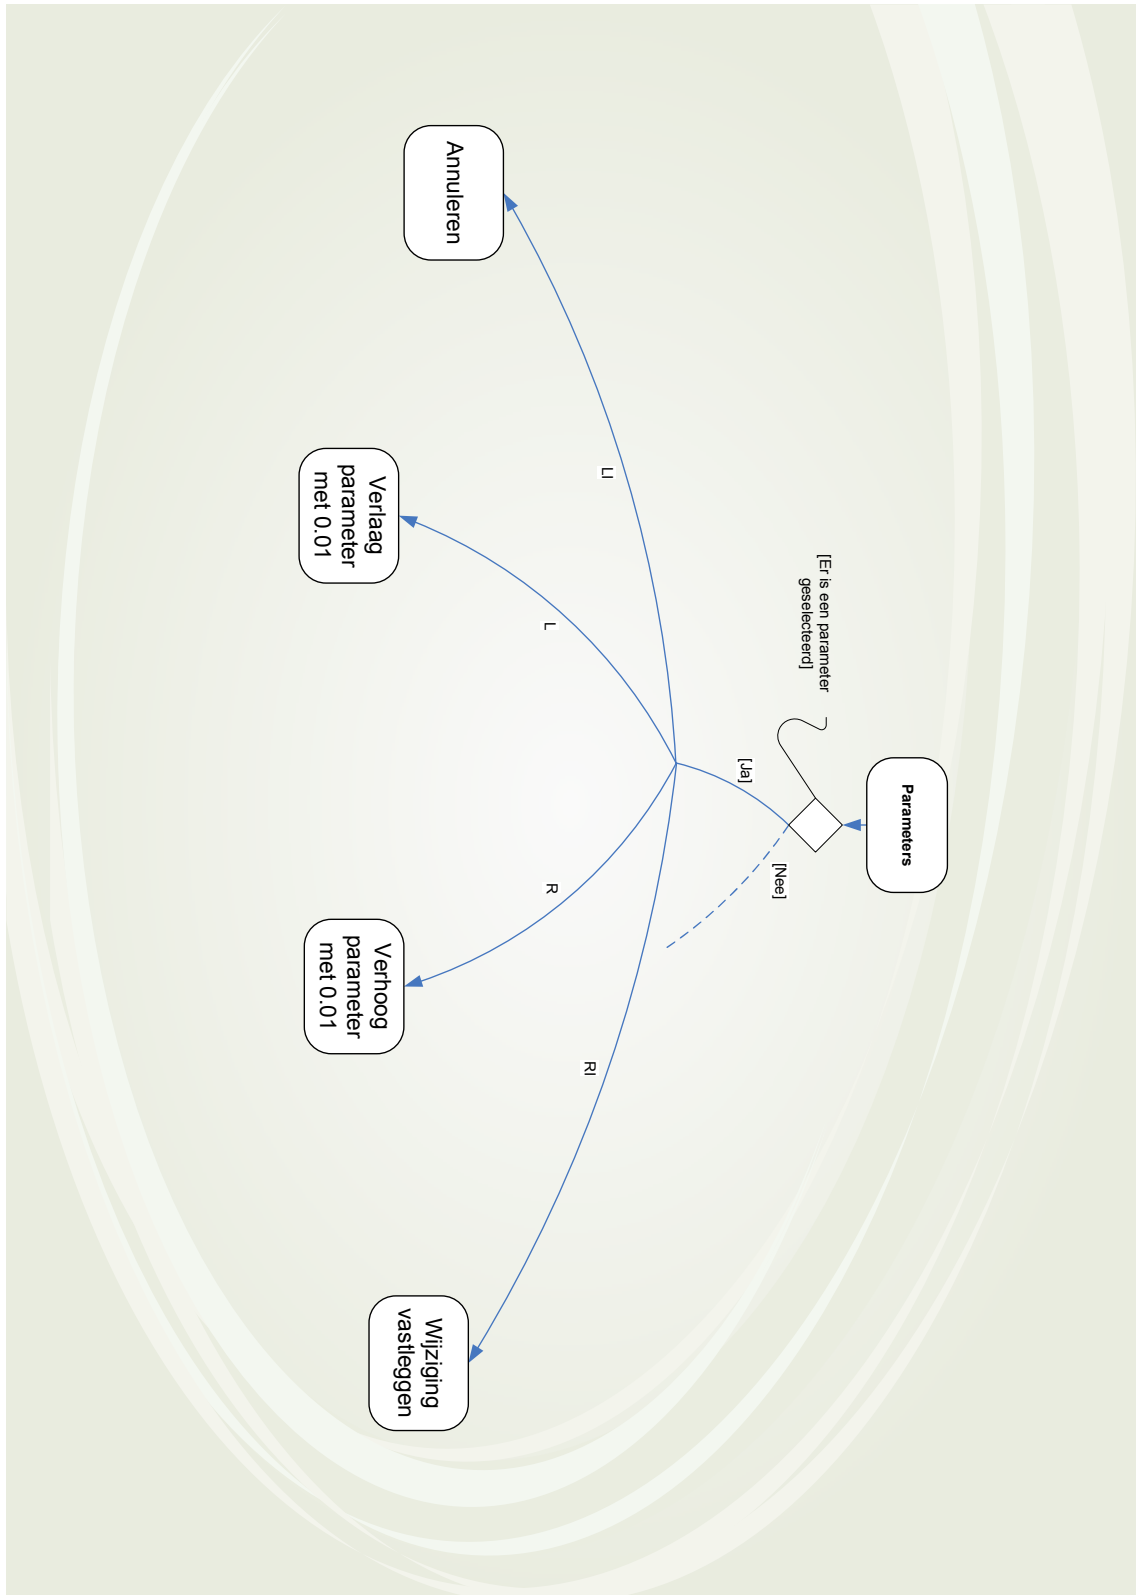 Parameters
[Er is een parameter
geselecteerd]
[Ja]
[Nee]
LI
L
R
RI
Annuleren
Verlaag
parameter
met 0.01
Verhoog
parameter
met 0.01
Wijziging
vastleggen